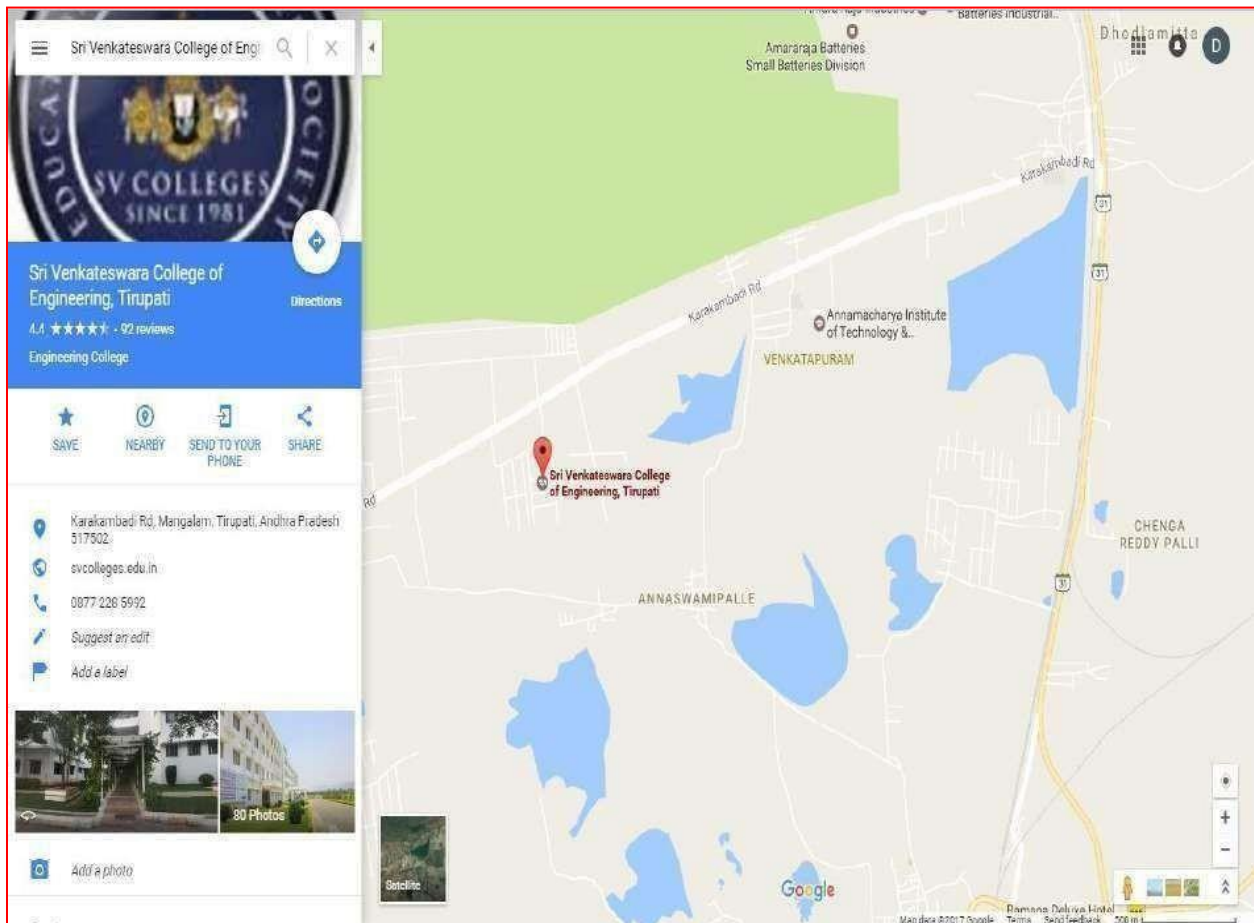 Sri Venkateswara College of Engi
EDUCA
OCIETY
SV COLLEGES
SINCE 1981
Sri Venkateswara College of
Engineering, Tirupati
Directions
4.4 ★★★★★ - 92 reviews
Engineering College
SAVE
NEARBY
SEND TO YOUR
PHONE
SHARE
Karakambadi Rd, Mangalam, Tirupati, Andhra Pradesh
517502
svcolleges.edu.in
0877 228 5992
Suggest an edit
Add a label
80 Photos
Add a photo
Batteries Industrial...
Amararaja Batteries
Small Batteries Division
Dhodlamitta
D
Karakambadi Rd
31
31
Karakambadi Rd
Annamacharya Institute
of Technology &..
VENKATAPURAM
Sri Venkateswara College
of Engineering, Tirupati
Rd
CHENGA
REDDY PALLI
31
ANNASWAMIPALLE
Satellite
Google
Ramana Deluxe Hotel
Map data ©2017 Google Terms Send feedback 500 m